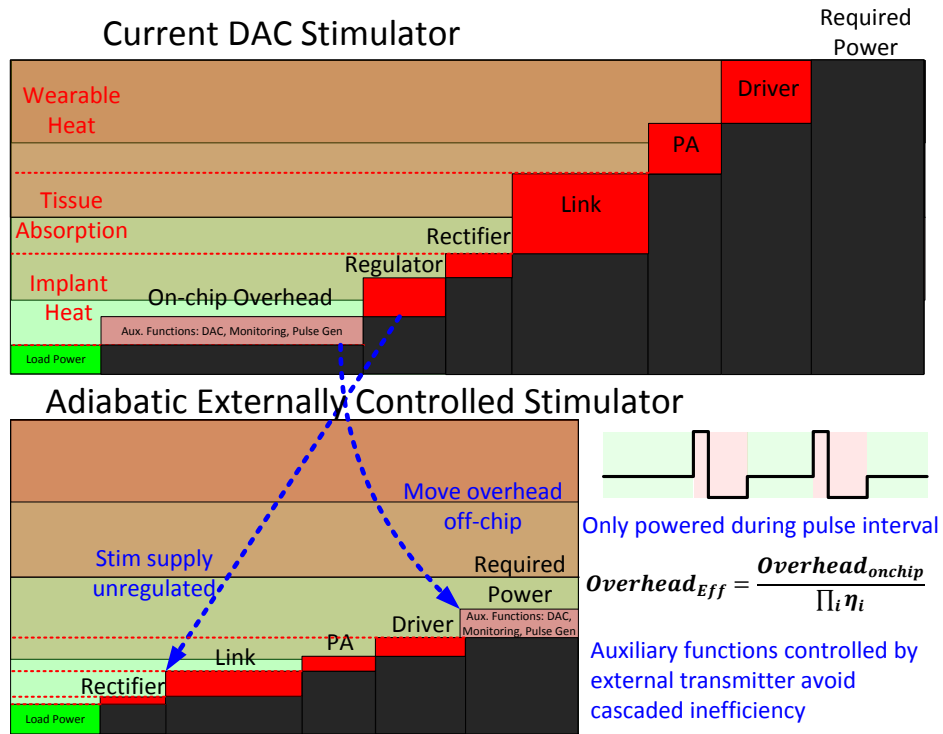 Current DAC Stimulator
Required
Power
Wearable
Heat
Driver
PA
Tissue
Absorption
Link
Rectifier
Regulator
Implant
Heat
On-chip Overhead
Aux. Functions: DAC, Monitoring, Pulse Gen
Load Power
Adiabatic Externally Controlled Stimulator
Move overhead
off-chip
Only powered during pulse interval
Stim supply
unregulated
Required
Power
Overhead_Eff = Overhead_onchip / ∏_i η_i
Aux. Functions: DAC,
Monitoring, Pulse Gen
Driver
PA
Link
Rectifier
Load Power
Auxiliary functions controlled by
external transmitter avoid
cascaded inefficiency